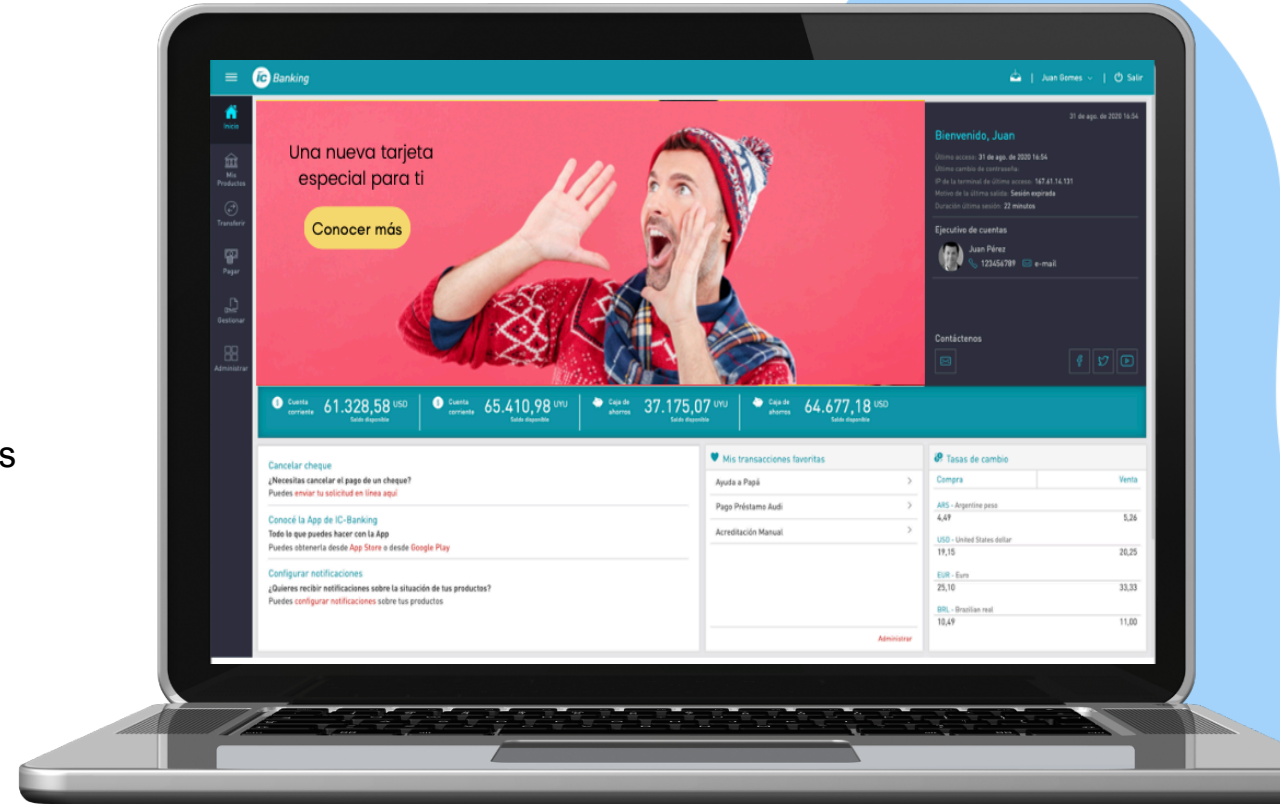 s
ic Banking
Juan Gomes
Salir
Inicio
Mis
Productos
Transferir
Pagar
Gestionar
Administrar
Una nueva tarjeta
especial para ti
Conocer más
31 de ago. de 2020 16:54
Bienvenido, Juan
Último acceso: 31 de ago. de 2020 16:54
Último cambio de contraseña:
IP de la terminal de último acceso: 167.61.14.131
Motivo de la última salida: Sesión expirada
Duración última sesión: 22 minutos
Ejecutivo de cuentas
Juan Pérez
123456789 e-mail
Contáctenos
Cuenta corriente 61.328,58 USD
Saldo disponible
Cuenta corriente 65.410,98 UYU
Saldo disponible
Caja de ahorros 37.175,07 UYU
Saldo disponible
Caja de ahorros 64.677,18 USD
Saldo disponible
Cancelar cheque
¿Necesitas cancelar el pago de un cheque?
Puedes enviar tu solicitud en línea aquí
Conocé la App de IC-Banking
Todo lo que puedes hacer con la App
Puedes obtenerla desde App Store o desde Google Play
Configurar notificaciones
¿Quieres recibir notificaciones sobre la situación de tus productos?
Puedes configurar notificaciones sobre tus productos
Mis transacciones favoritas
Ayuda a Papá
Pago Préstamo Audi
Acreditación Manual
Administrar
Tasas de cambio
Compra Venta
ARS - Argentine peso
4,49 5,26
USD - United States dollar
19,15 20,25
EUR - Euro
25,10 33,33
BRL - Brazilian real
10,49 11,00